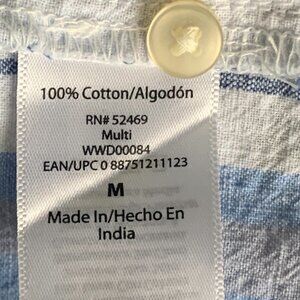 100% Cotton/Algodón
RN# 52469
Multi
WWD00084
EAN/UPC 0 88751211123
M
Made In/Hecho En
India